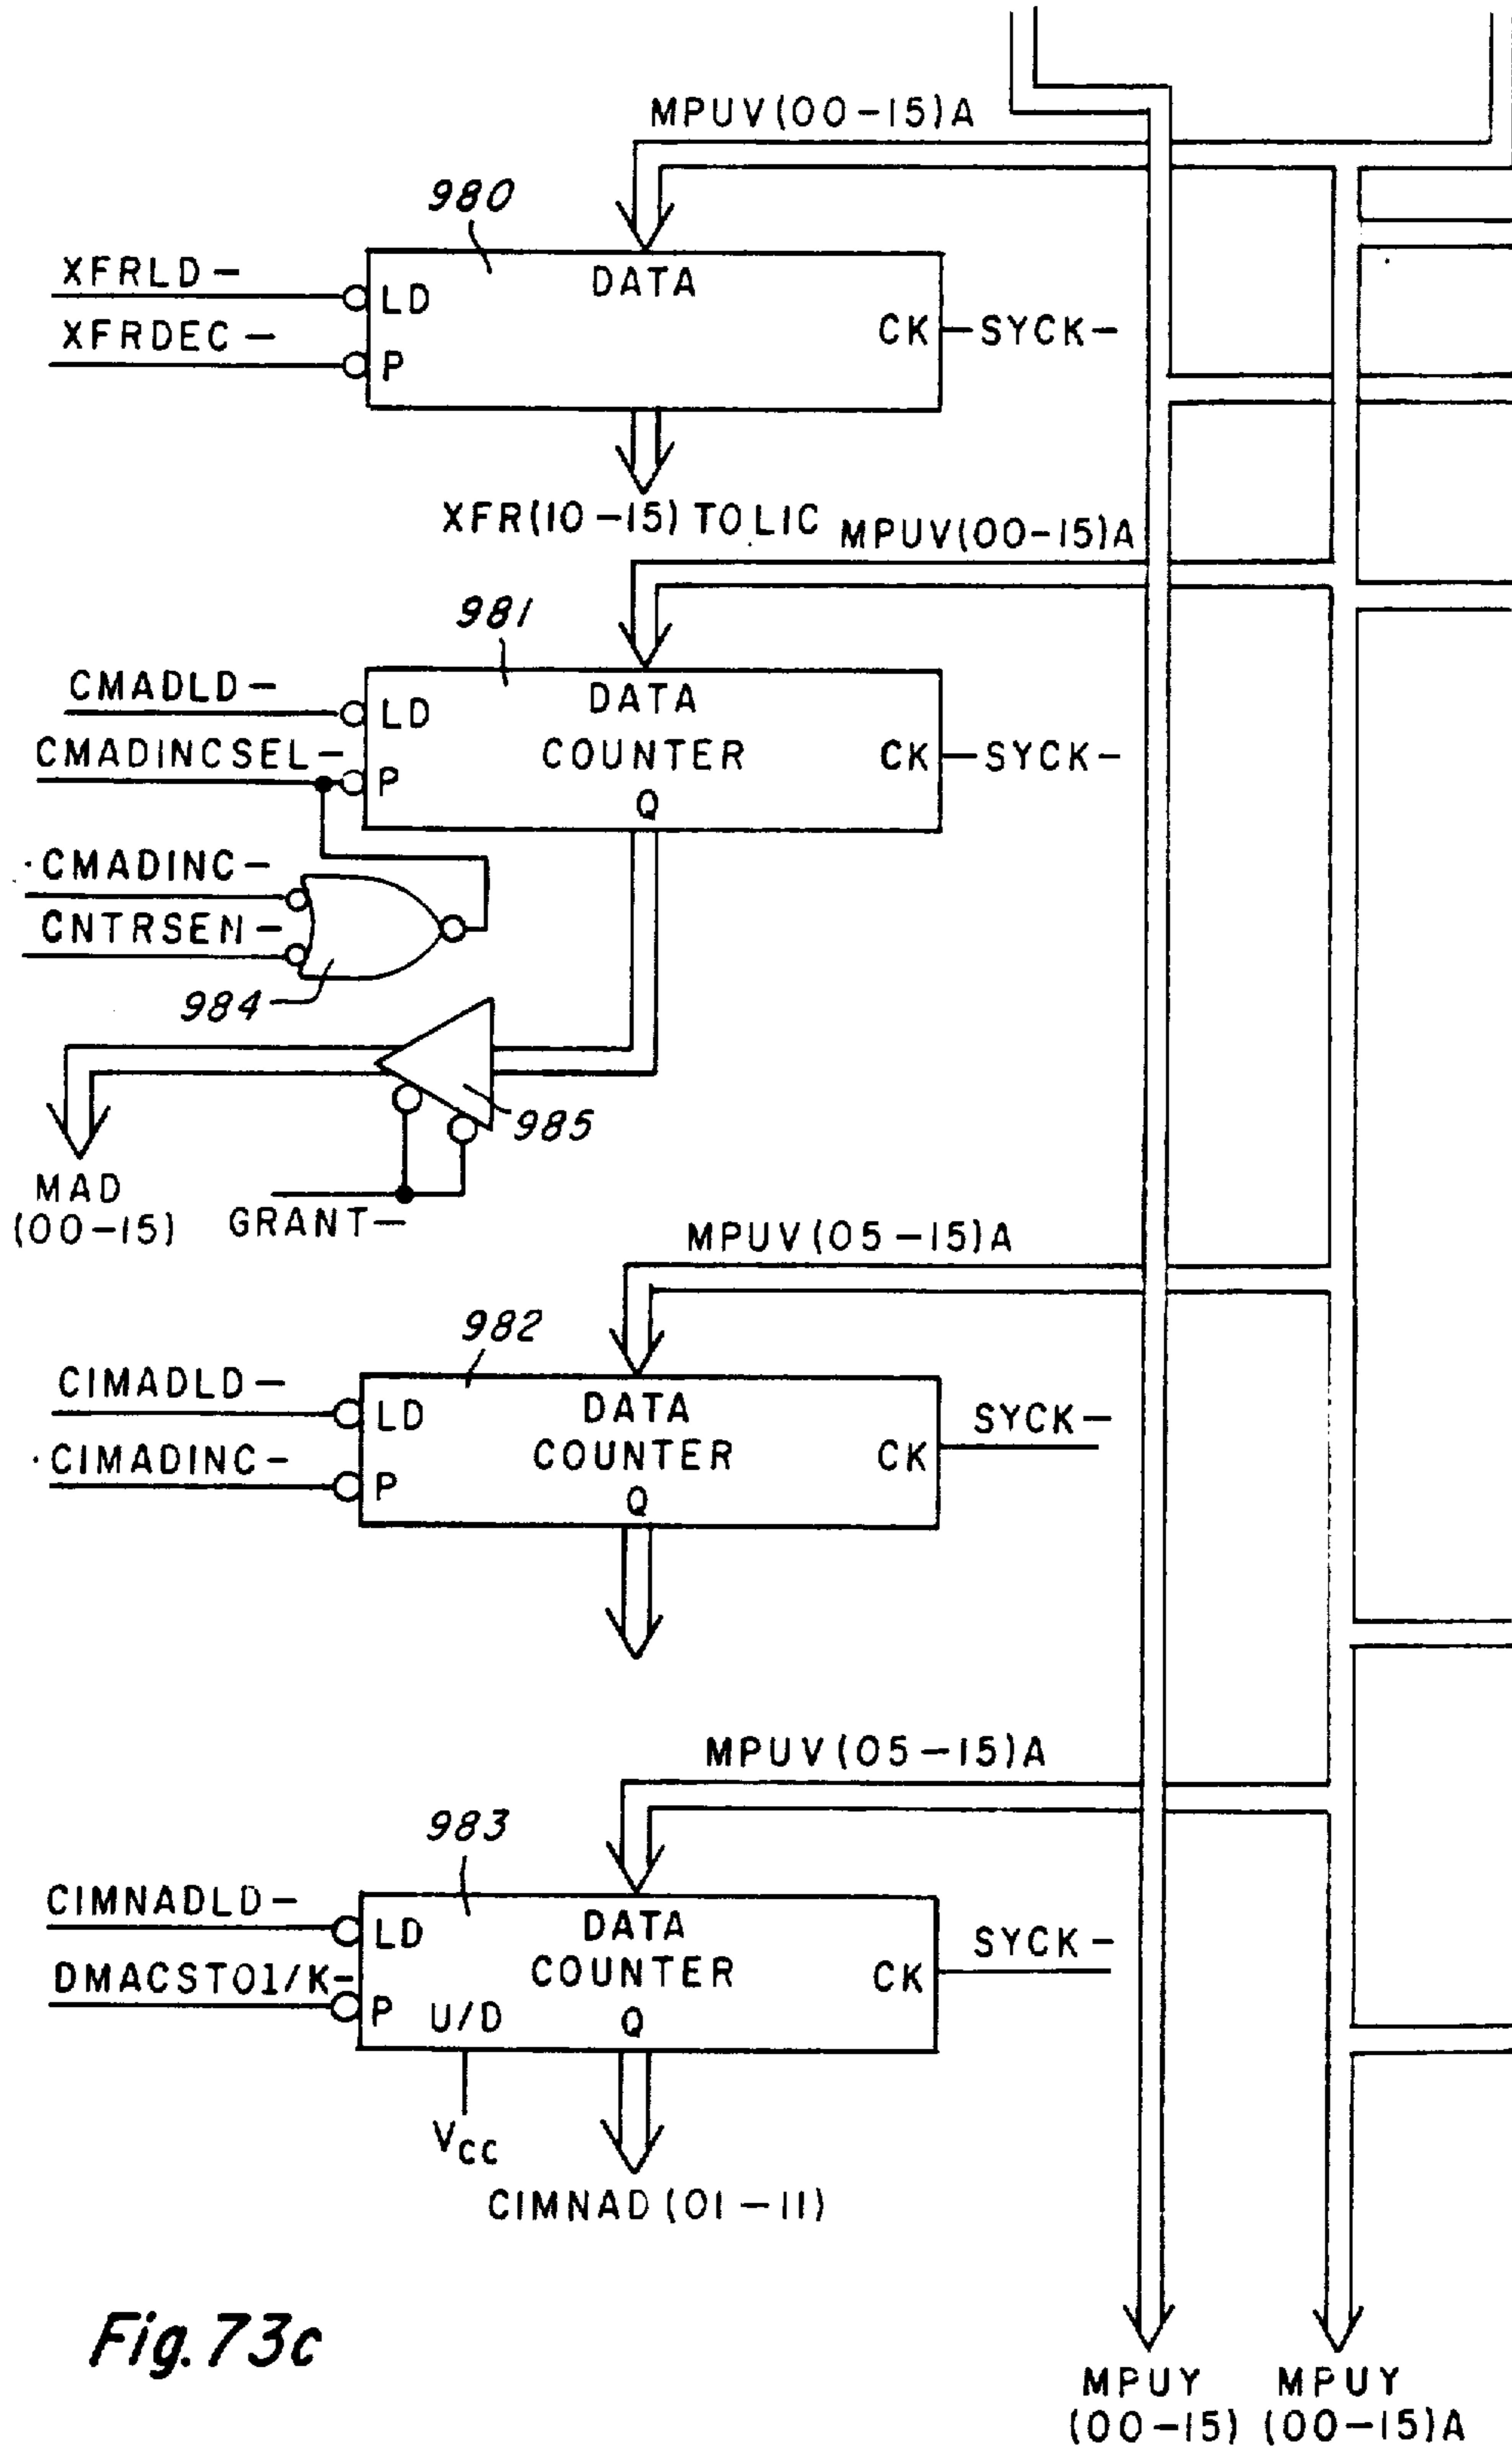 MPUV(00-15)A
980
XFRLD-
DATA
LD
XFRDEC-
CK
SYCK-
P
XFR(10-15) TO LIC
MPUV(00-15)A
981
CMADLD-
DATA
LD
CMADINCSEL-
COUNTER
CK
SYCK-
P
Q
CMADINC-
CNTRSEN-
984
985
MAD
(00-15)
GRANT-
MPUV(05-15)A
982
CIMADLD-
DATA
LD
SYCK-
CIMADINC-
COUNTER
CK
P
Q
MPUV(05-15)A
983
CIMNADLD-
DATA
LD
SYCK-
DMACST01/K-
COUNTER
CK
P
U/D
Q
VCC
CIMNAD(01-11)
Fig. 73c
MPUY
(00-15)
MPUY
(00-15)A